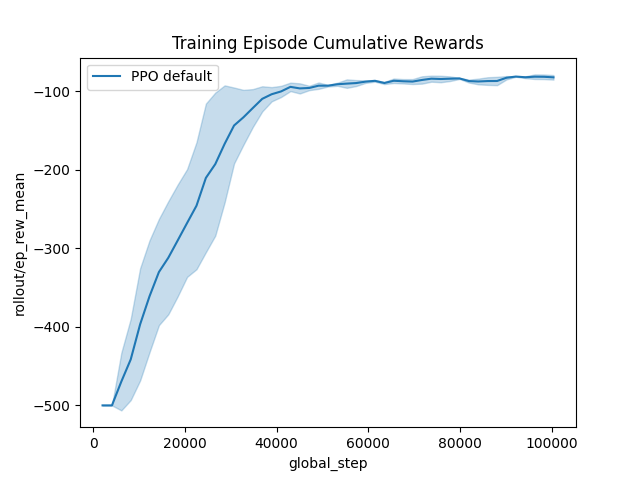 Training Episode Cumulative Rewards
PPO default
−100
−200
−300
−400
−500
rollout/ep_rew_mean
0
20000
40000
60000
80000
100000
global_step